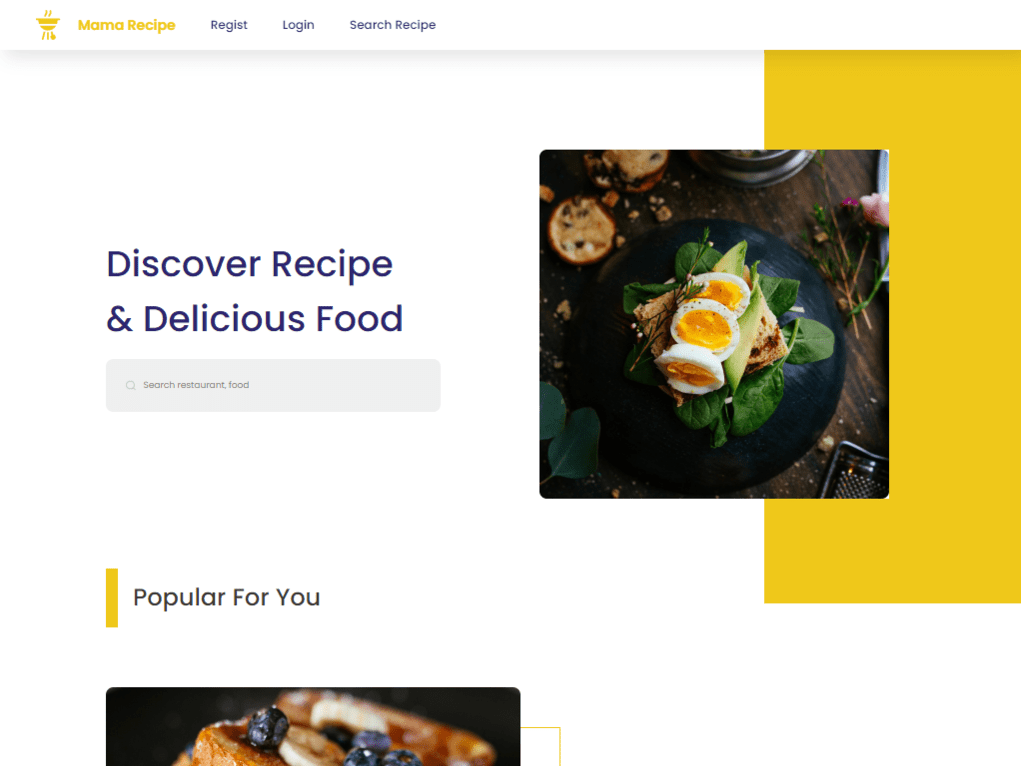 Mama Recipe
Regist
Login
Search Recipe
Discover Recipe
& Delicious Food
Search restaurant, food
Popular For You